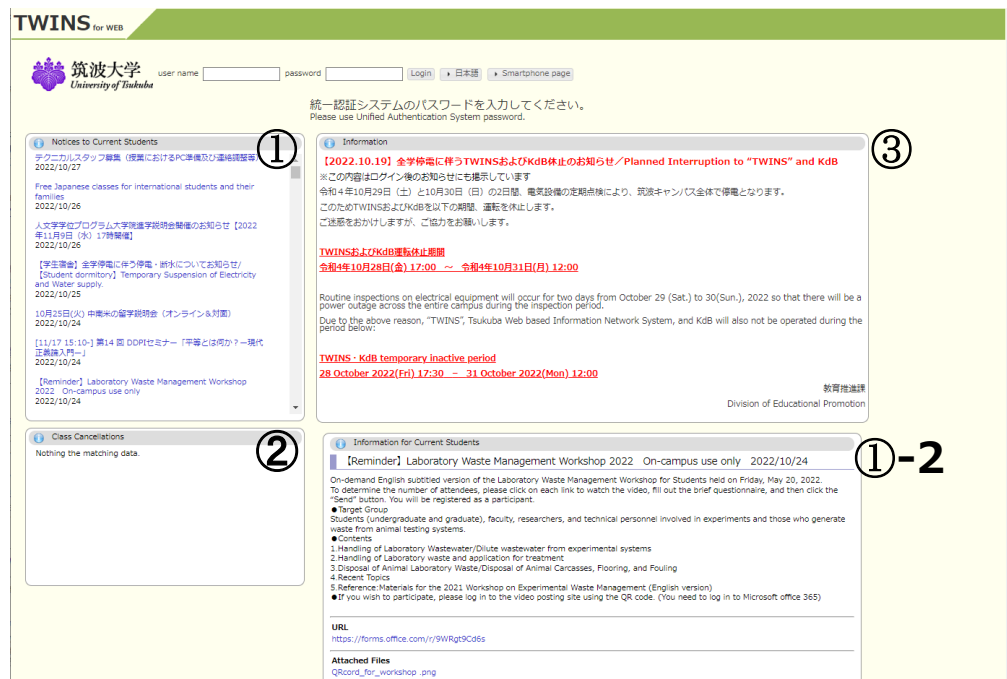 TWINS for WEB
筑波大学
University of Tsukuba
user name
password
Login
日本語
Smartphone page
統一認証システムのパスワードを入力してください。
Please use Unified Authentication System password.
Notices to Current Students
①
テクニカルスタッフ募集（授業におけるPC準備及び連絡調整等）
2022/10/27
Free Japanese classes for international students and their
families
2022/10/26
人文学学位プログラム大学院進学説明会開催のお知らせ【2022
年11月9日（水）17時開催】
2022/10/26
【学生宿舎】全学停電に伴う停電・断水についてお知らせ/
【Student dormitory】Temporary Suspension of Electricity
and Water supply.
2022/10/25
10月25日(火) 中南米の留学説明会（オンライン＆対面）
2022/10/24
[11/17 15:10-] 第14 回 DDPIセミナー「平等とは何か？ー現代
正義論入門ー」
2022/10/24
【Reminder】Laboratory Waste Management Workshop
2022　On-campus use only
2022/10/24
Class Cancellations
②
Nothing the matching data.
Information
③
【2022.10.19】全学停電に伴うTWINSおよびKdB休止のお知らせ／Planned Interruption to "TWINS" and KdB
※この内容はログイン後のお知らせにも掲示しています
令和４年10月29日（土）と10月30日（日）の2日間、電気設備の定期点検により、筑波キャンパス全体で停電となります。
このためTWINSおよびKdBを以下の期間、運転を休止します。
ご迷惑をおかけしますが、ご協力をお願いします。
TWINSおよびKdB運転休止期間
令和4年10月28日(金) 17:00　～　令和4年10月31日(月) 12:00
Routine inspections on electrical equipment will occur for two days from October 29 (Sat.) to 30(Sun.), 2022 so that there will be a
power outage across the entire campus during the inspection period.
Due to the above reason, "TWINS", Tsukuba Web based Information Network System, and KdB will also not be operated during the
period below:
TWINS・KdB temporary inactive period
28 October 2022(Fri) 17:30　−　31 October 2022(Mon) 12:00
教育推進課
Division of Educational Promotion
Information for Current Students
①-2
【Reminder】Laboratory Waste Management Workshop 2022　On-campus use only　2022/10/24
On-demand English subtitled version of the Laboratory Waste Management Workshop for Students held on Friday, May 20, 2022.
To determine the number of attendees, please click on each link to watch the video, fill out the brief questionnaire, and then click the
"Send" button. You will be registered as a participant.
●Target Group
Students (undergraduate and graduate), faculty, researchers, and technical personnel involved in experiments and those who generate
waste from animal testing systems.
●Contents
1.Handling of Laboratory Wastewater/Dilute wastewater from experimental systems
2.Handling of Laboratory waste and application for treatment
3.Disposal of Animal Laboratory Waste/Disposal of Animal Carcasses, Flooring, and Fouling
4.Recent Topics
5.Reference:Materials for the 2021 Workshop on Experimental Waste Management (English version)
●If you wish to participate, please log in to the video posting site using the QR code. (You need to log in to Microsoft office 365)
URL
https://forms.office.com/r/9WRgt9Cd6s
Attached Files
QRcord_for_workshop .png